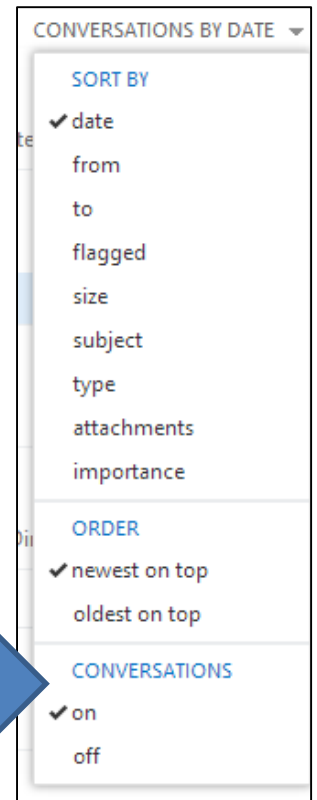 CONVERSATIONS BY DATE
SORT BY
date
te
from
to
flagged
size
subject
type
attachments
importance
ORDER
newest on top
oldest on top
CONVERSATIONS
on
off